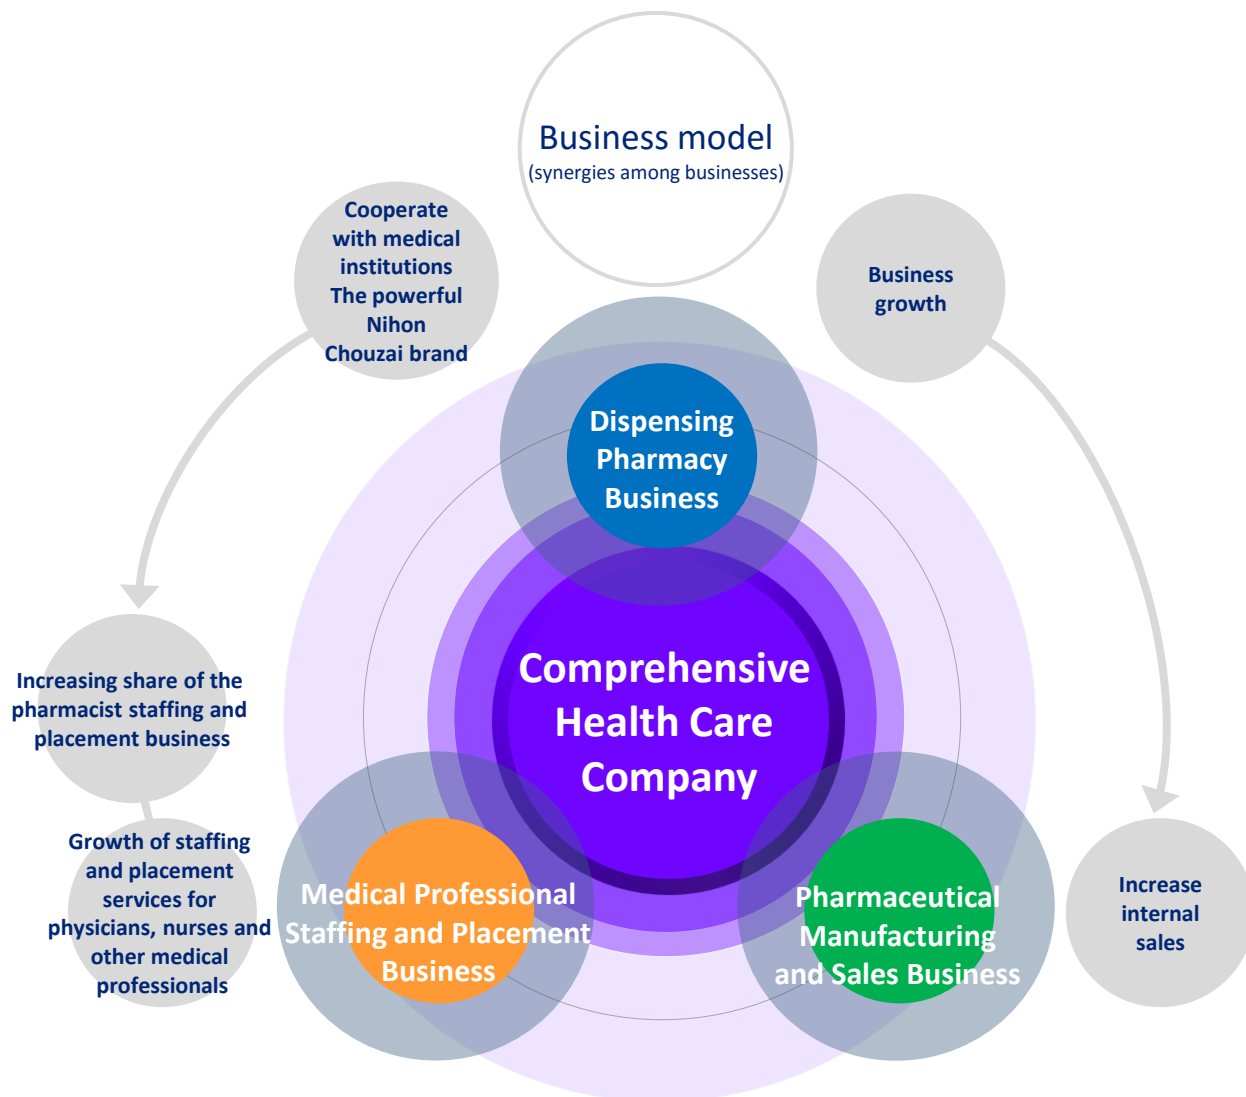 Business model
(synergies among businesses)
Cooperate
with medical
institutions
The powerful
Nihon
Chouzai brand
Business
growth
Dispensing
Pharmacy
Business
Comprehensive
Health Care
Company
Increasing share of the
pharmacist staffing and
placement business
Growth of staffing
and placement
services for
physicians, nurses and
other medical
professionals
Medical Professional
Staffing and Placement
Business
Pharmaceutical
Manufacturing
and Sales Business
Increase
internal
sales